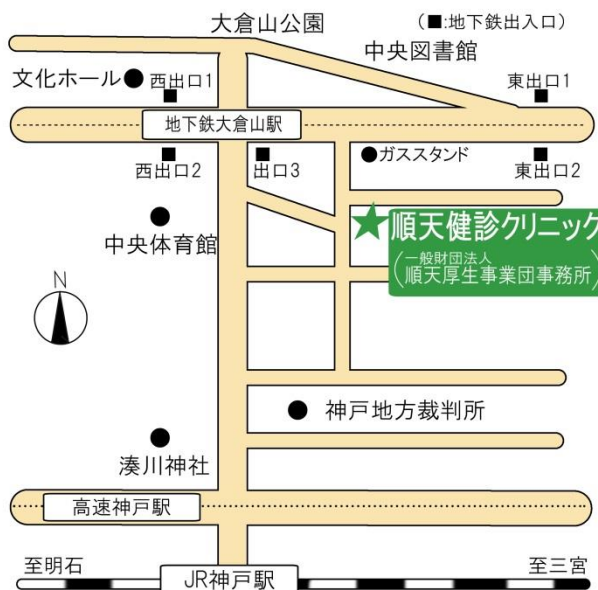 大倉山公園
（■:地下鉄出入口）
中央図書館
文化ホール
西出口1
東出口1
地下鉄大倉山駅
西出口2
出口3
ガススタンド
東出口2
中央体育館
順天健診クリニック
一般財団法人
順天厚生事業団事務所
N
神戸地方裁判所
湊川神社
高速神戸駅
至明石
至三宮
JR神戸駅